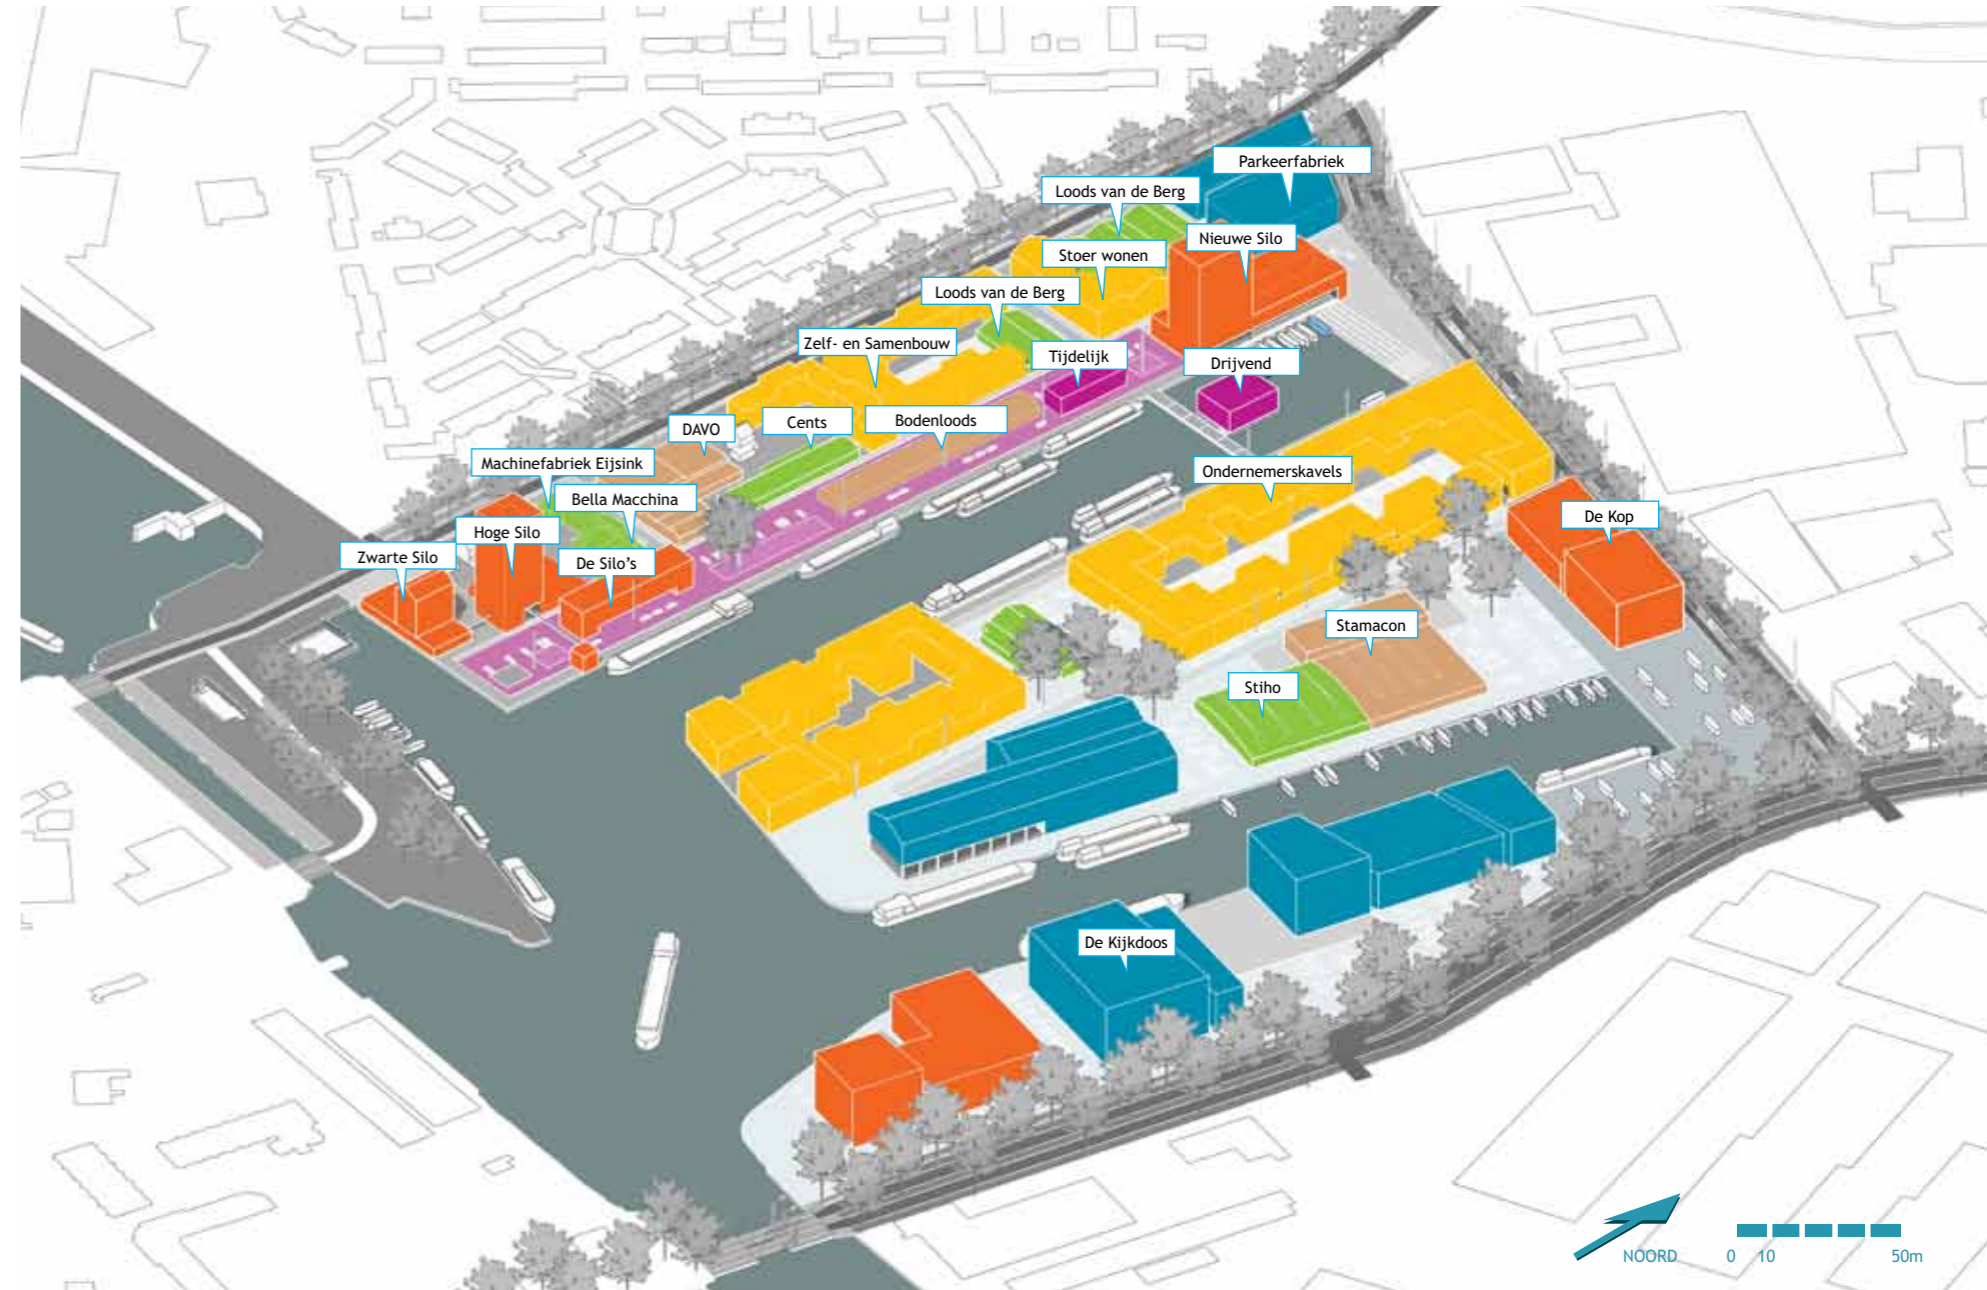 Parkeerfabriek
Loods van de Berg
Nieuwe Silo
Stoer wonen
Loods van de Berg
Zelf- en Samenbouw
Tijdelijk
Drijvend
Cents
Bodenloods
DAVO
Machinefabriek Eijsink
Ondernemerskavels
Bella Macchina
De Kop
Hoge Silo
Zwarte Silo
De Silo's
Stamacon
Stiho
De Kijkdoos
NOORD
0 10 50m